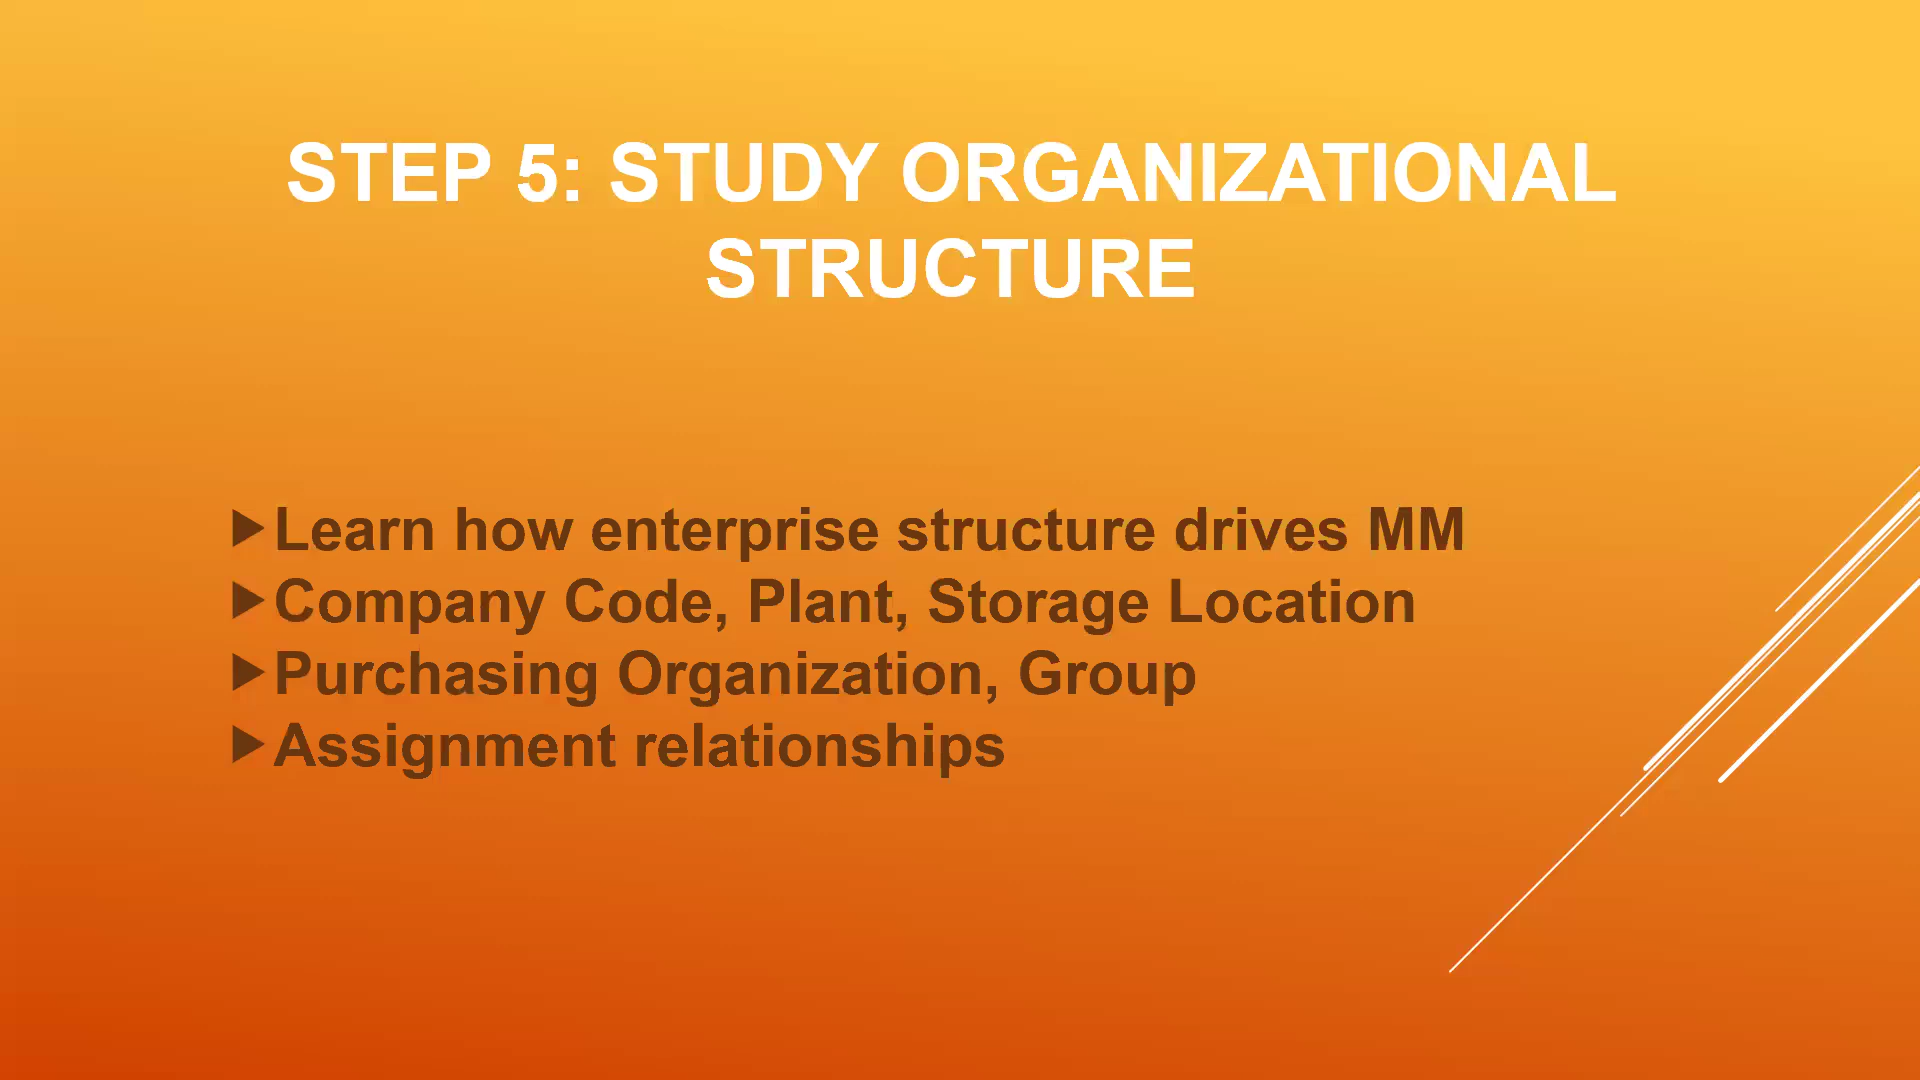 STEP 5: STUDY ORGANIZATIONAL
STRUCTURE
Learn how enterprise structure drives MM
Company Code, Plant, Storage Location
Purchasing Organization, Group
Assignment relationships